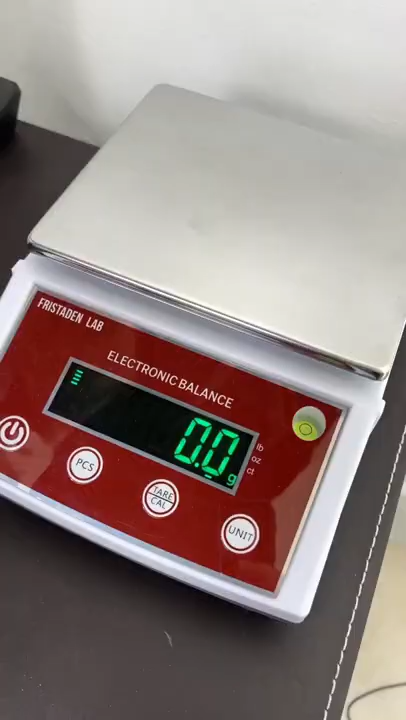 FRISTADEN LAB
ELECTRONIC BALANCE
0.0 g
lb
oz
ct
PCS
TARE
CAL
UNIT